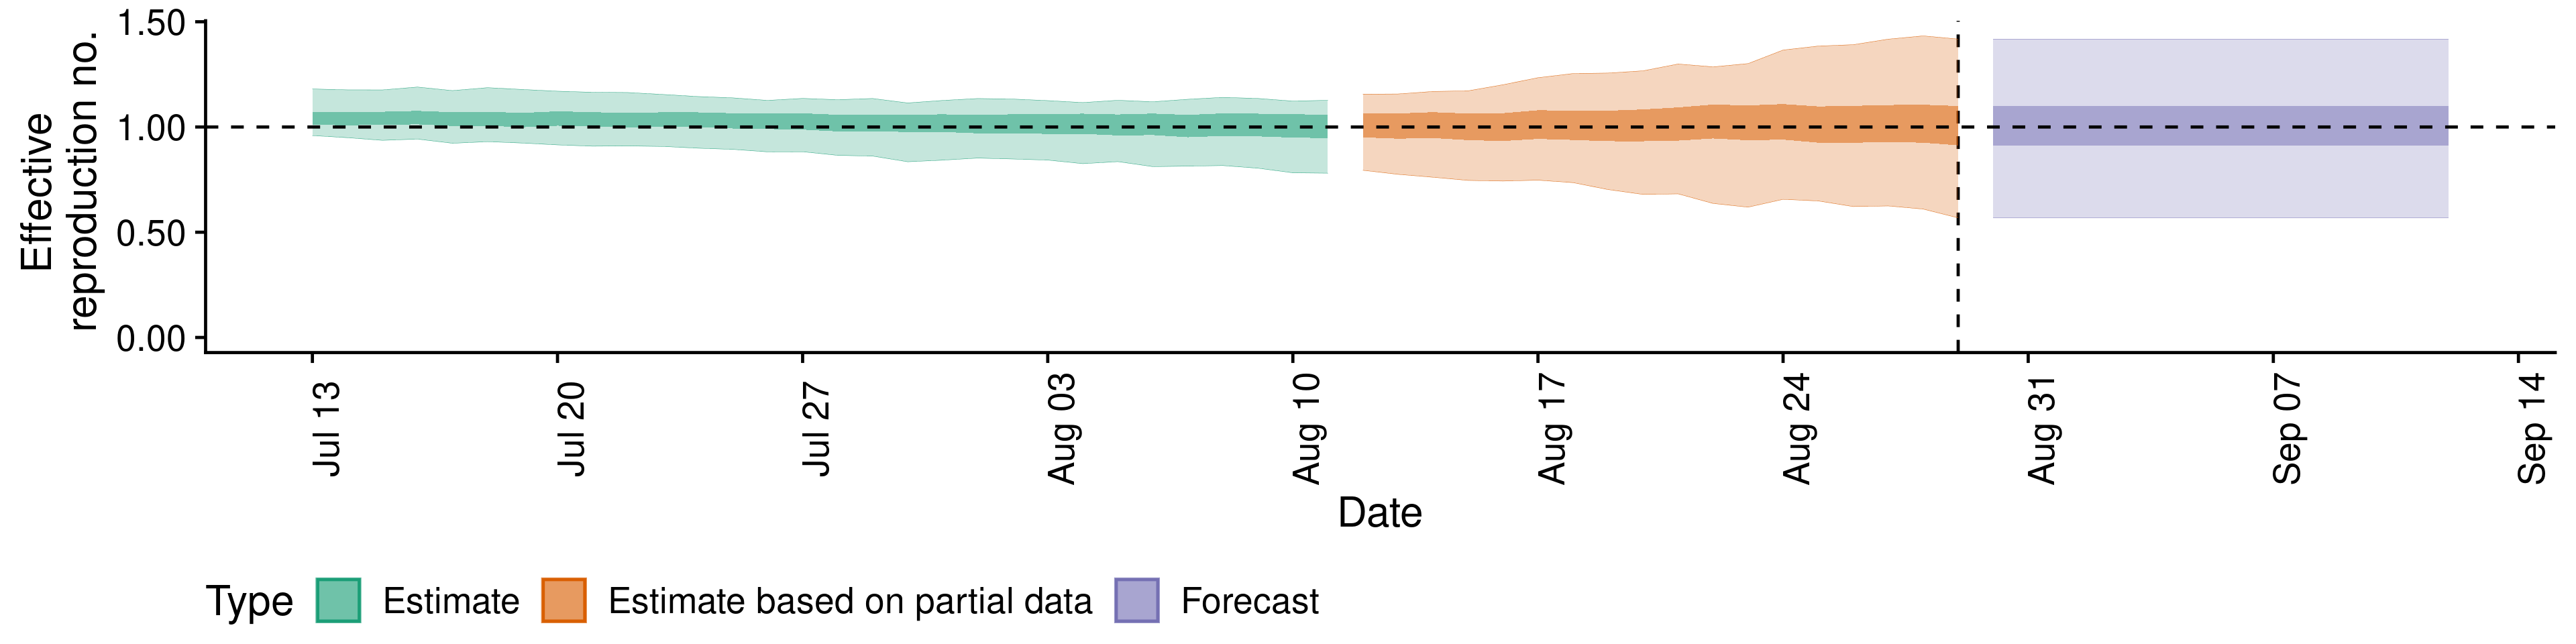 Effective
reproduction no.
1.50
1.00
0.50
0.00
Jul 13
Jul 20
Jul 27
Aug 03
Aug 10
Aug 17
Aug 24
Aug 31
Sep 07
Sep 14
Date
Type Estimate Estimate based on partial data Forecast